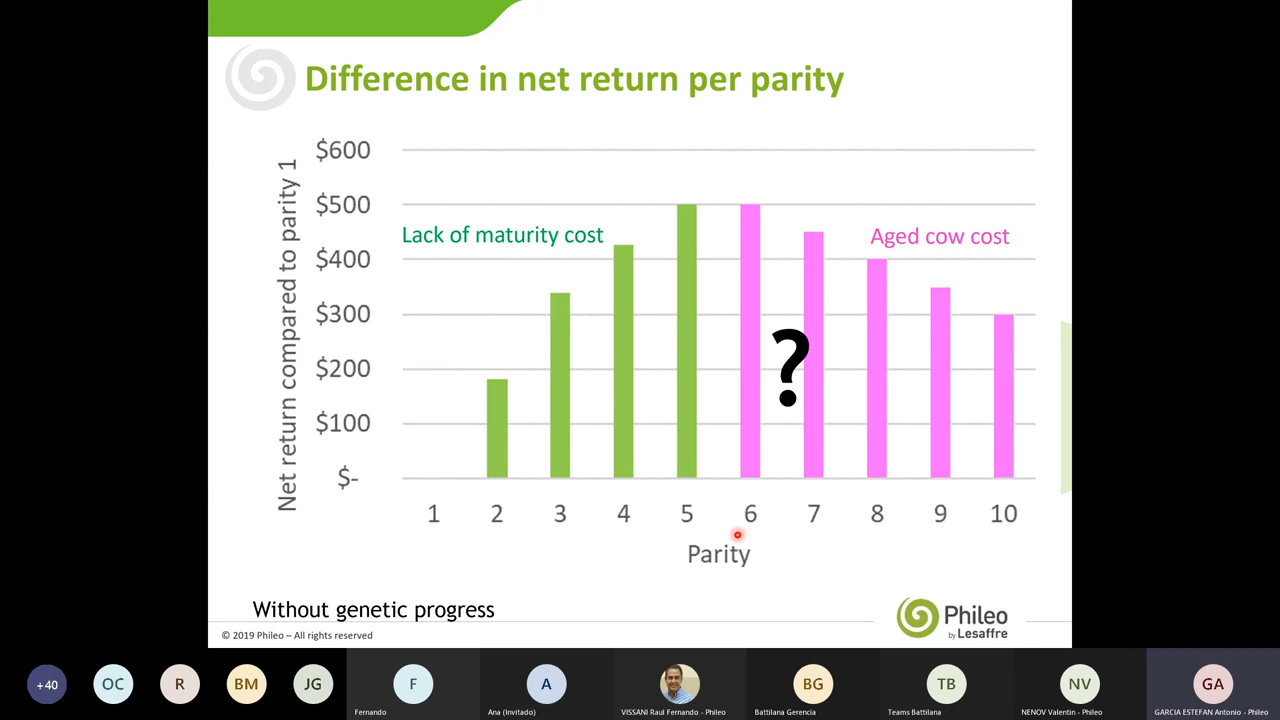 Difference in net return per parity
Net return compared to parity 1
$600
$500
$400
$300
$200
$100
$-
Lack of maturity cost
Aged cow cost
?
1 2 3 4 5 6 7 8 9 10
Parity
Without genetic progress
© 2019 Phileo – All rights reserved
Phileo
by Lesaffre
+40 OC R BM JG F A BG TB NV GA
Fernando
Ana (Invitado)
VISSANI Raul Fernando - Phileo
Battilana Gerencia
Teams Battilana
NENOV Valentin - Phileo
GARCIA ESTEFAN Antonio - Phileo